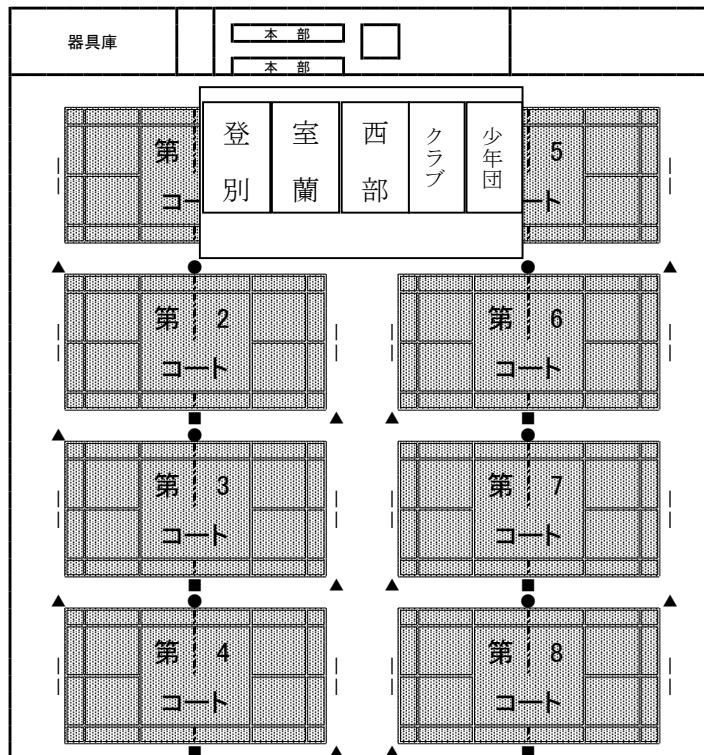 器具庫
本 部
本 部
登別
室蘭
西部
クラブ
少年団
第
コー
5
ート
第 2
コート
第 6
コート
第 3
コート
第 7
コート
第 4
コート
第 8
コート